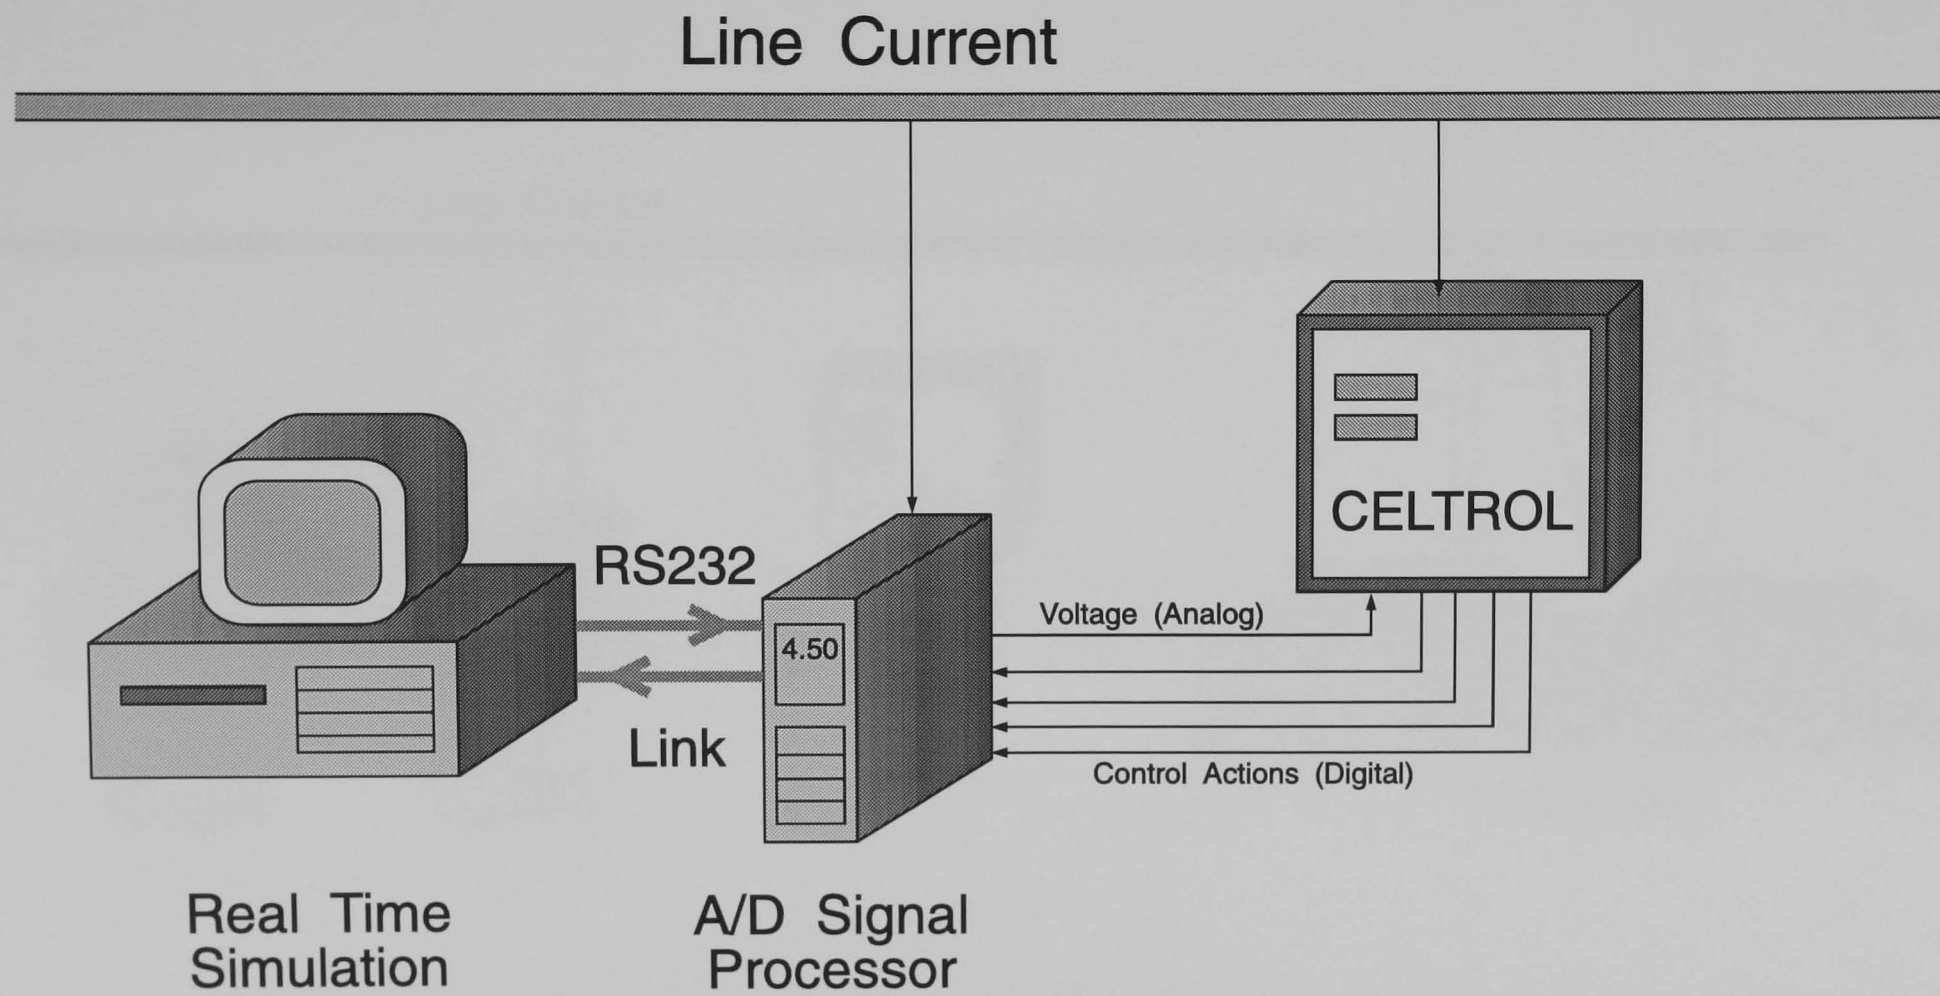 Line Current
CELTROL
RS232
Voltage (Analog)
4.50
Link
Control Actions (Digital)
Real Time
Simulation
A/D Signal
Processor